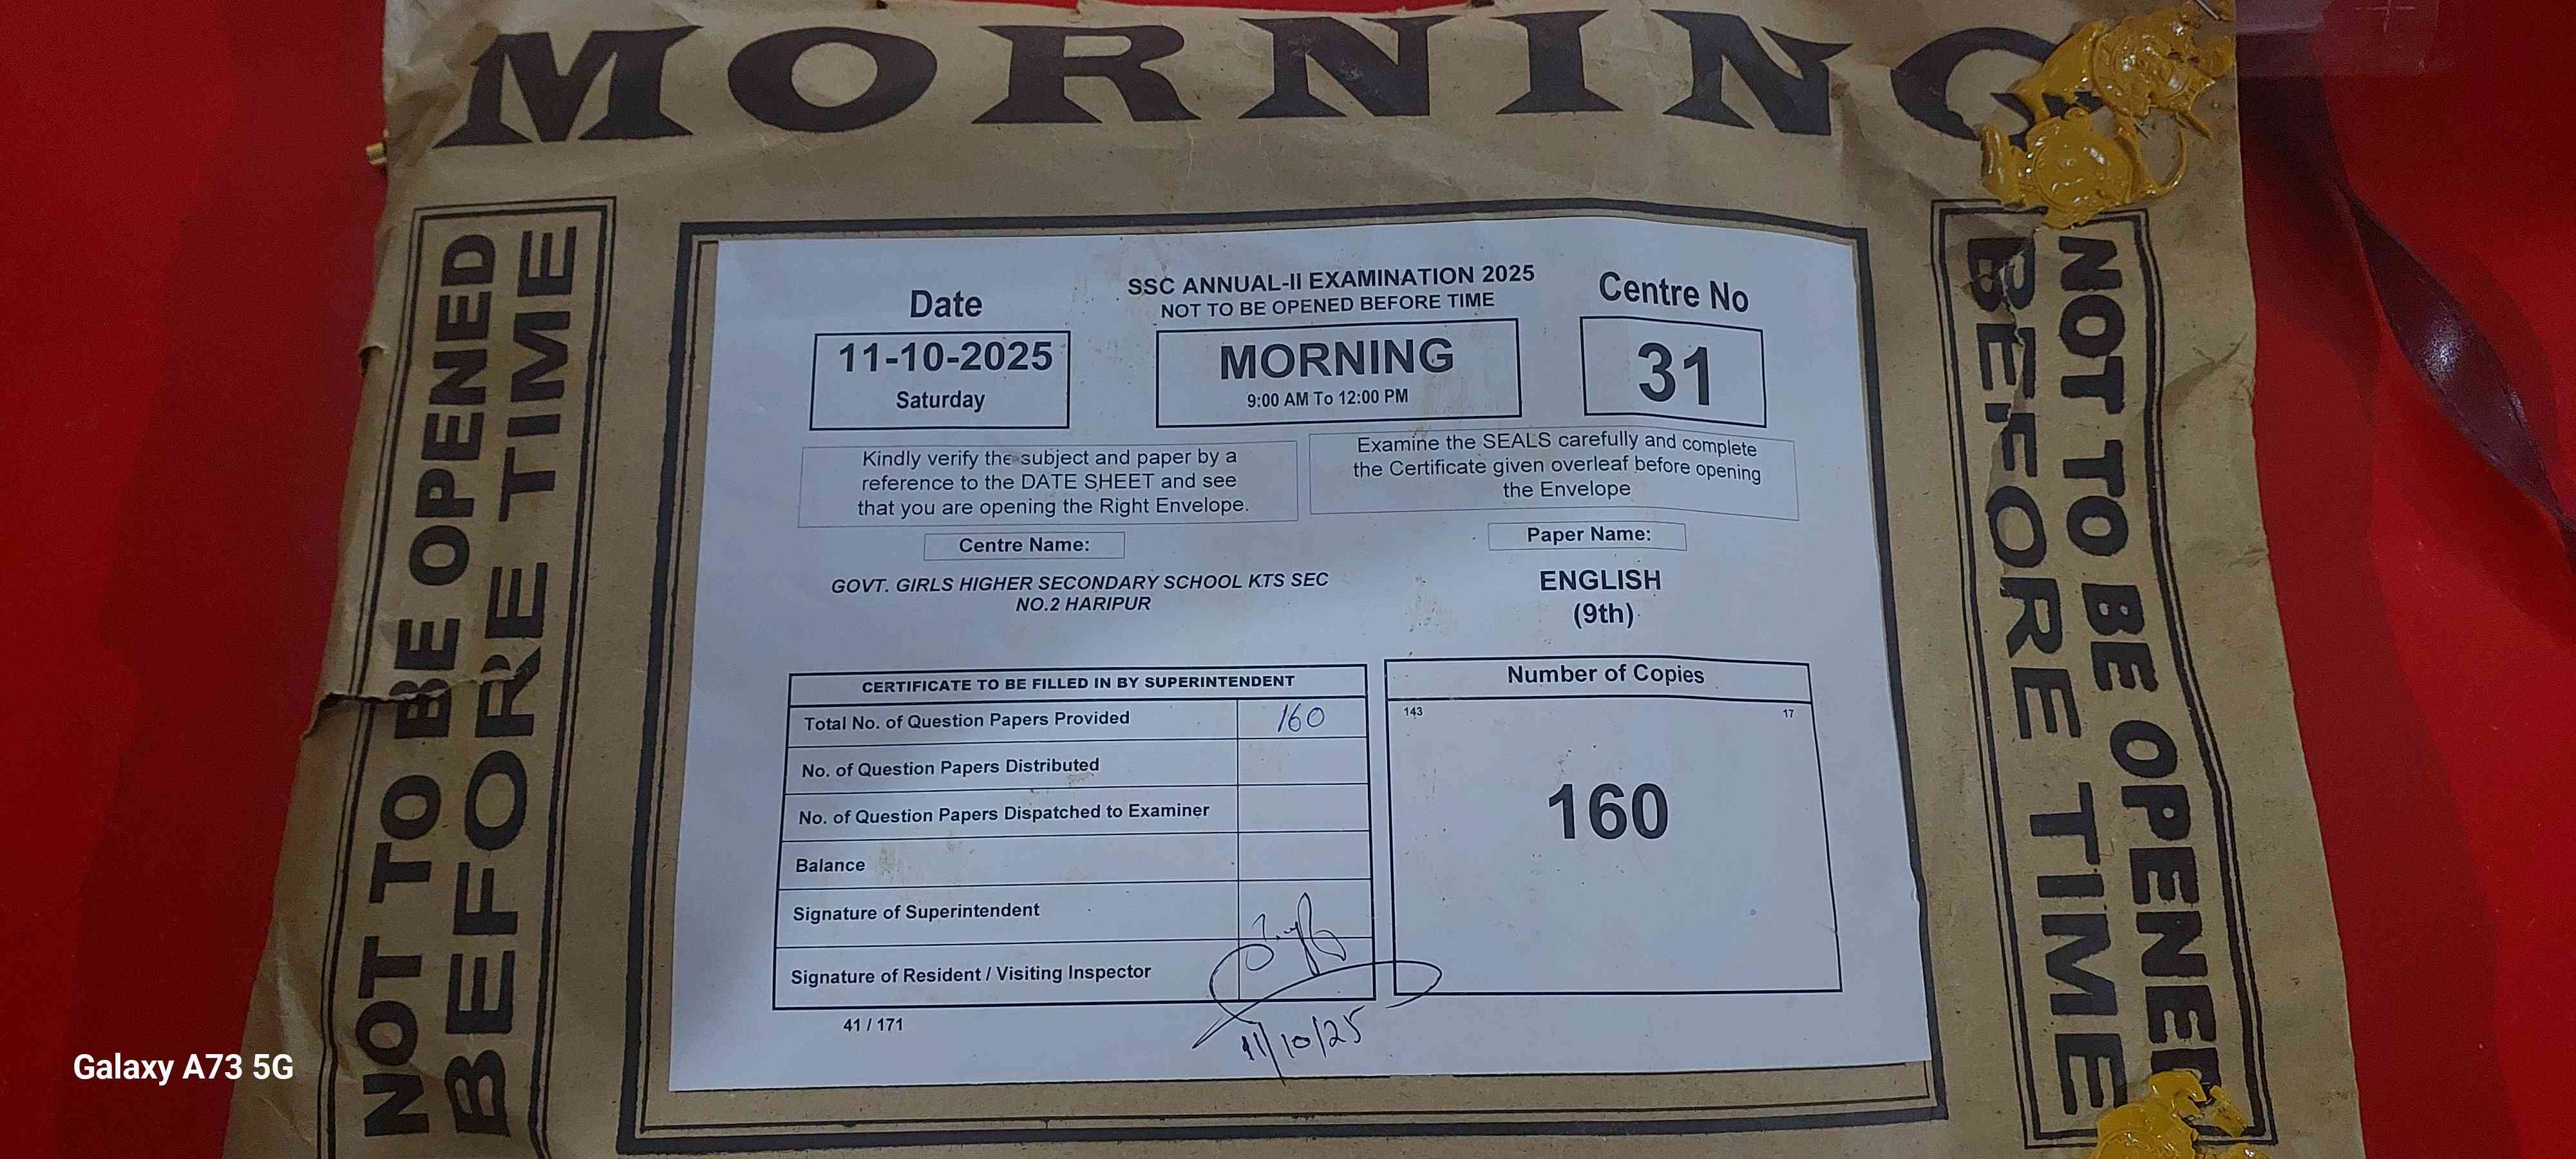 MORNING
NOT TO BE OPENED
BEFORE TIME
SSC ANNUAL-II EXAMINATION 2025
NOT TO BE OPENED BEFORE TIME
Date
11-10-2025
Saturday
MORNING
9:00 AM To 12:00 PM
Centre No
31
Kindly verify the subject and paper by a
reference to the DATE SHEET and see
that you are opening the Right Envelope.
Examine the SEALS carefully and complete
the Certificate given overleaf before opening
the Envelope
Centre Name:
GOVT. GIRLS HIGHER SECONDARY SCHOOL KTS SEC
NO.2 HARIPUR
Paper Name:
ENGLISH
(9th)
CERTIFICATE TO BE FILLED IN BY SUPERINTENDENT
Total No. of Question Papers Provided 160
No. of Question Papers Distributed
No. of Question Papers Dispatched to Examiner
Balance
Signature of Superintendent
Signature of Resident / Visiting Inspector
Number of Copies
143 17
160
41 / 171
11/10/25
NOT TO BE OPENED
BEFORE TIME
Galaxy A73 5G